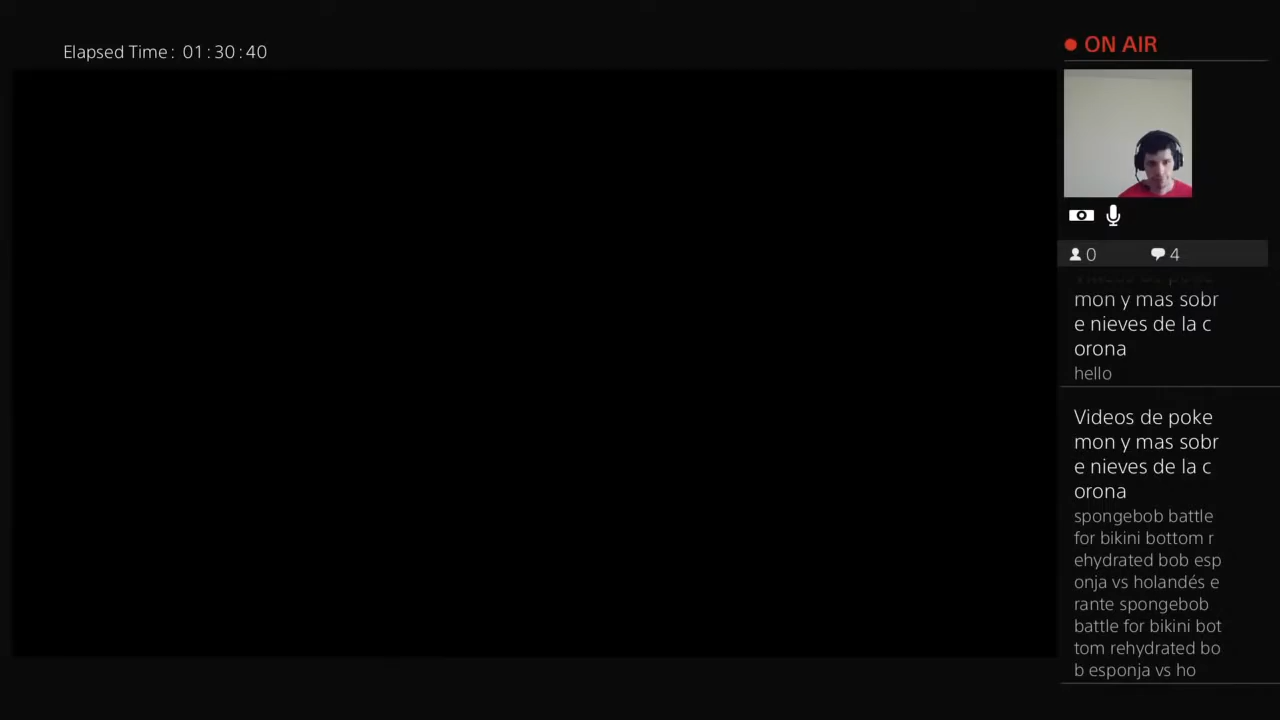 Elapsed Time: 01:30:40
ON AIR
0 4
mon y mas sobr
e nieves de la c
orona
hello
Videos de poke
mon y mas sobr
e nieves de la c
orona
spongebob battle
for bikini bottom r
ehydrated bob esp
onja vs holandés e
rante spongebob
battle for bikini bot
tom rehydrated bo
b esponja vs ho